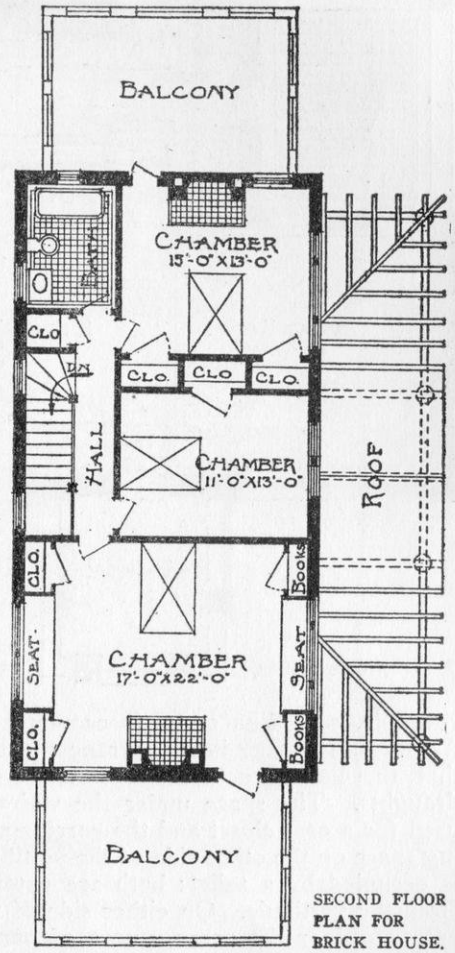 BALCONY
BATH
CHAMBER
15'-0"X13'-0"
CLO
DN.
CLO.
CLO
CLO.
HALL
CHAMBER
11'-0"X13'-0"
ROOF
CLO.
BOOKS
SEAT
CHAMBER
17'-0"X22'-0"
SEAT
CLO.
BOOKS
BALCONY
SECOND FLOOR
PLAN FOR
BRICK HOUSE.